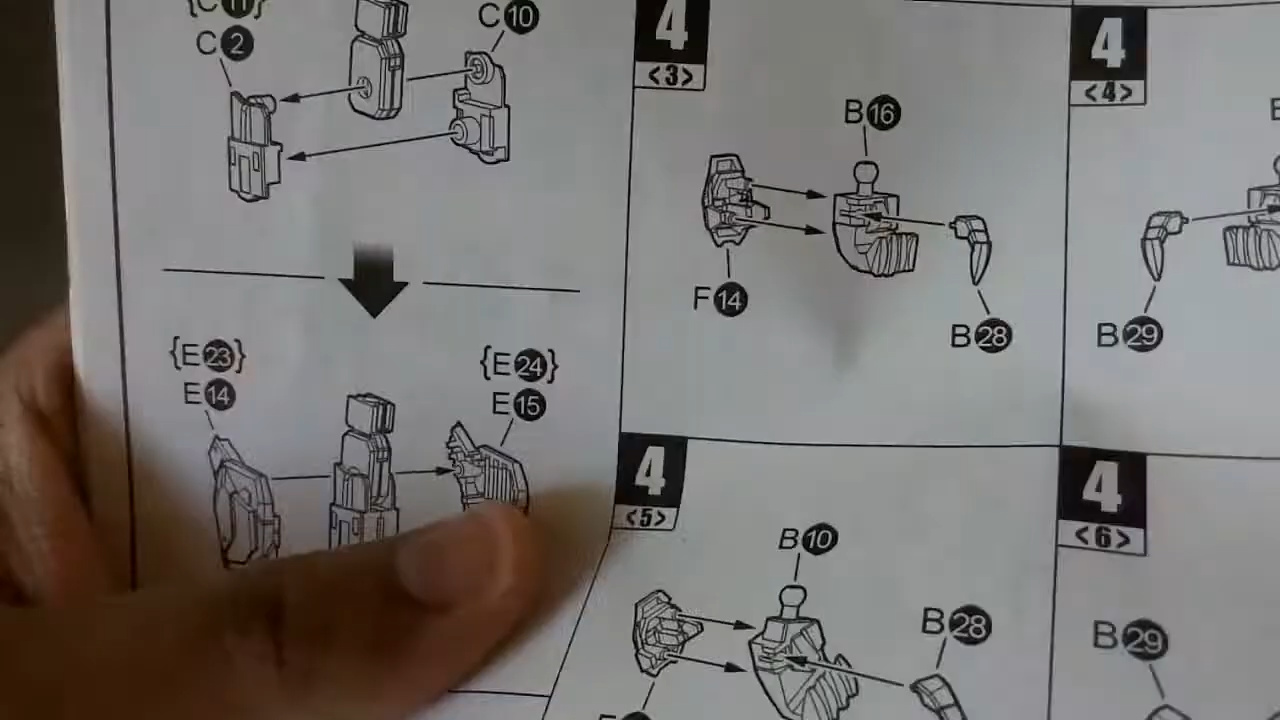 {C11}
C2
C10
{E23}
E14
{E24}
E15
4
<3>
B16
F14
B28
4
<4>
B29
4
<5>
B10
B28
4
<6>
B29